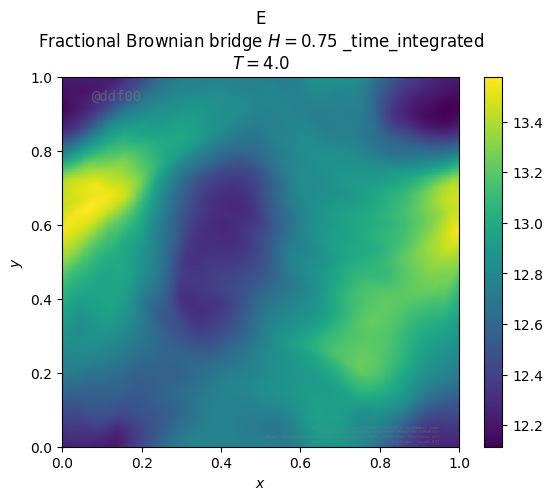 E
Fractional Brownian bridge H = 0.75 _time_integrated
T = 4.0
@ddf00
1.0
0.8
0.6
0.4
0.2
0.0
y
0.0 0.2 0.4 0.6 0.8 1.0
x
13.4
13.2
13.0
12.8
12.6
12.4
12.2